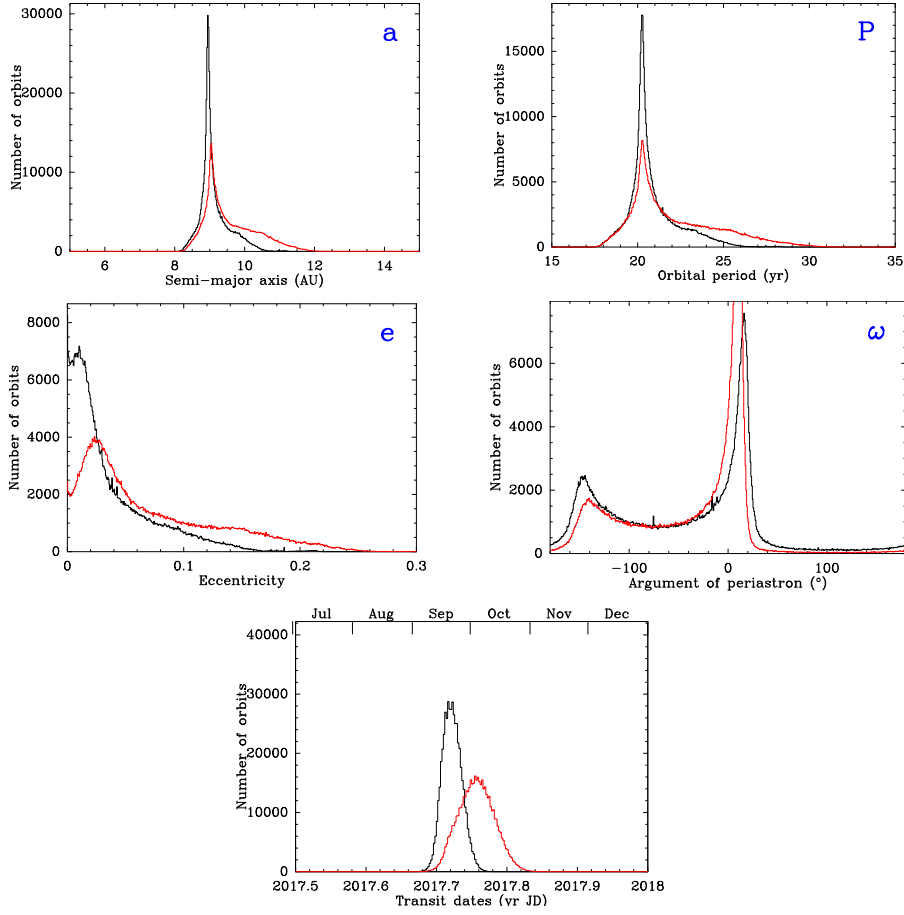 a
30000
20000
10000
0
Number of orbits
6 8 10 12 14
Semi-major axis (AU)
P
15000
10000
5000
0
Number of orbits
15 20 25 30 35
Orbital period (yr)
e
8000
6000
4000
2000
0
Number of orbits
0 0.1 0.2 0.3
Eccentricity
ω
6000
4000
2000
0
Number of orbits
-100 0 100
Argument of periastron (°)
Jul Aug Sep Oct Nov Dec
40000
30000
20000
10000
0
Number of orbits
2017.5 2017.6 2017.7 2017.8 2017.9 2018
Transit dates (yr JD)